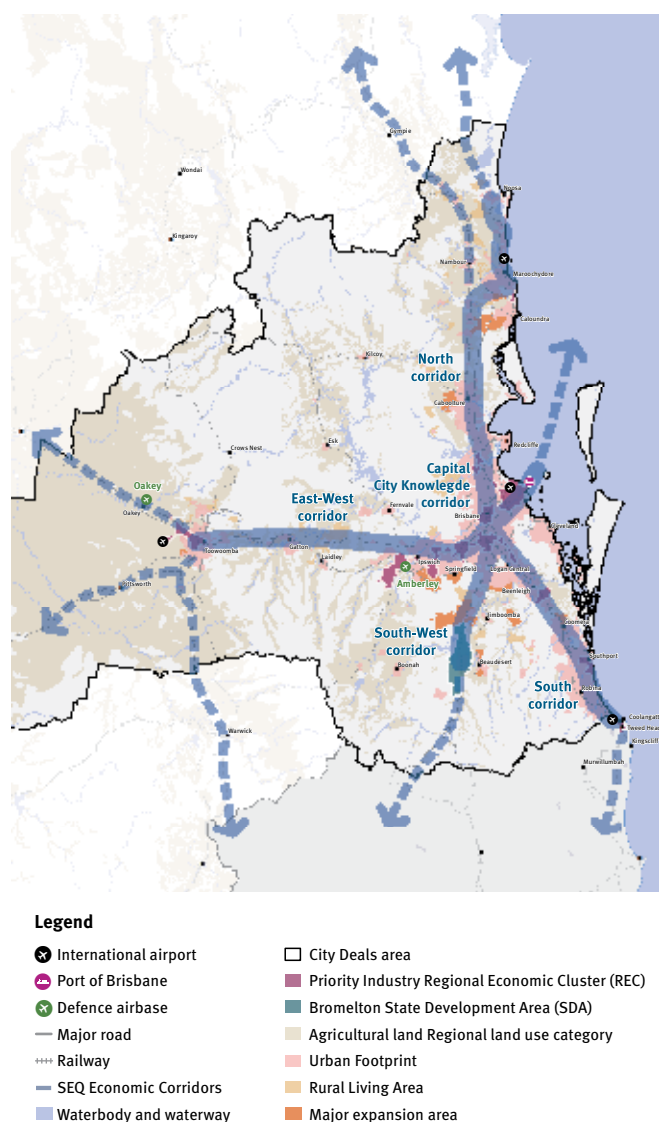 Gympie
Wondai
Noosa
Kingaroy
Nambour
Maroochydore
Caloundra
Kilcoy
North
corridor
Caboolture
Redcliffe
Crows Nest
Esk
Capital
City Knowlegde
corridor
Oakey
Oakey
East-West
corridor
Fernvale
Brisbane
Cleveland
Toowoomba
Gatton
Laidley
Ipswich
Springfield
Logan Central
Amberley
Beenleigh
Pittsworth
Jimboomba
Coomera
South-West
corridor
Boonah
Beaudesert
Southport
South
corridor
Robina
Coolangatta
Tweed Heads
Kingscliff
Warwick
Murwillumbah
Legend
International airport
Port of Brisbane
Defence airbase
Major road
Railway
SEQ Economic Corridors
Waterbody and waterway
City Deals area
Priority Industry Regional Economic Cluster (REC)
Bromelton State Development Area (SDA)
Agricultural land Regional land use category
Urban Footprint
Rural Living Area
Major expansion area